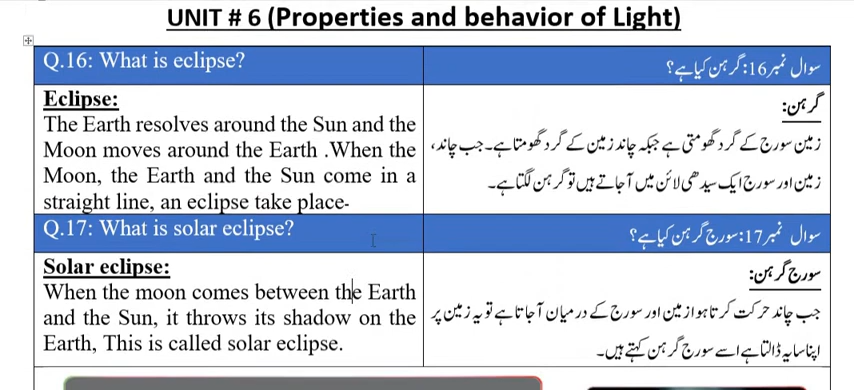 UNIT # 6 (Properties and behavior of Light)
Q.16: What is eclipse?
سوال نمبر16: گرہن کیا ہے؟
Eclipse:
The Earth resolves around the Sun and the
Moon moves around the Earth .When the
Moon, the Earth and the Sun come in a
straight line, an eclipse take place-
گرہن:
زمین سورج کے گرد گھومتی ہے جبکہ چاند زمین کے گرد گھومتا ہے۔ جب چاند،
زمین اور سورج ایک سیدھی لائن میں آجاتے ہیں تو گرہن لگتا ہے۔
Q.17: What is solar eclipse?
سوال نمبر17: سورج گرہن کیا ہے؟
Solar eclipse:
When the moon comes between the Earth
and the Sun, it throws its shadow on the
Earth, This is called solar eclipse.
سورج گرہن:
جب چاند حرکت کرتا ہوا زمین اور سورج کے درمیان آجاتا ہے تو یہ زمین پر
اپنا سایہ ڈالتا ہے اسے سورج گرہن کہتے ہیں۔